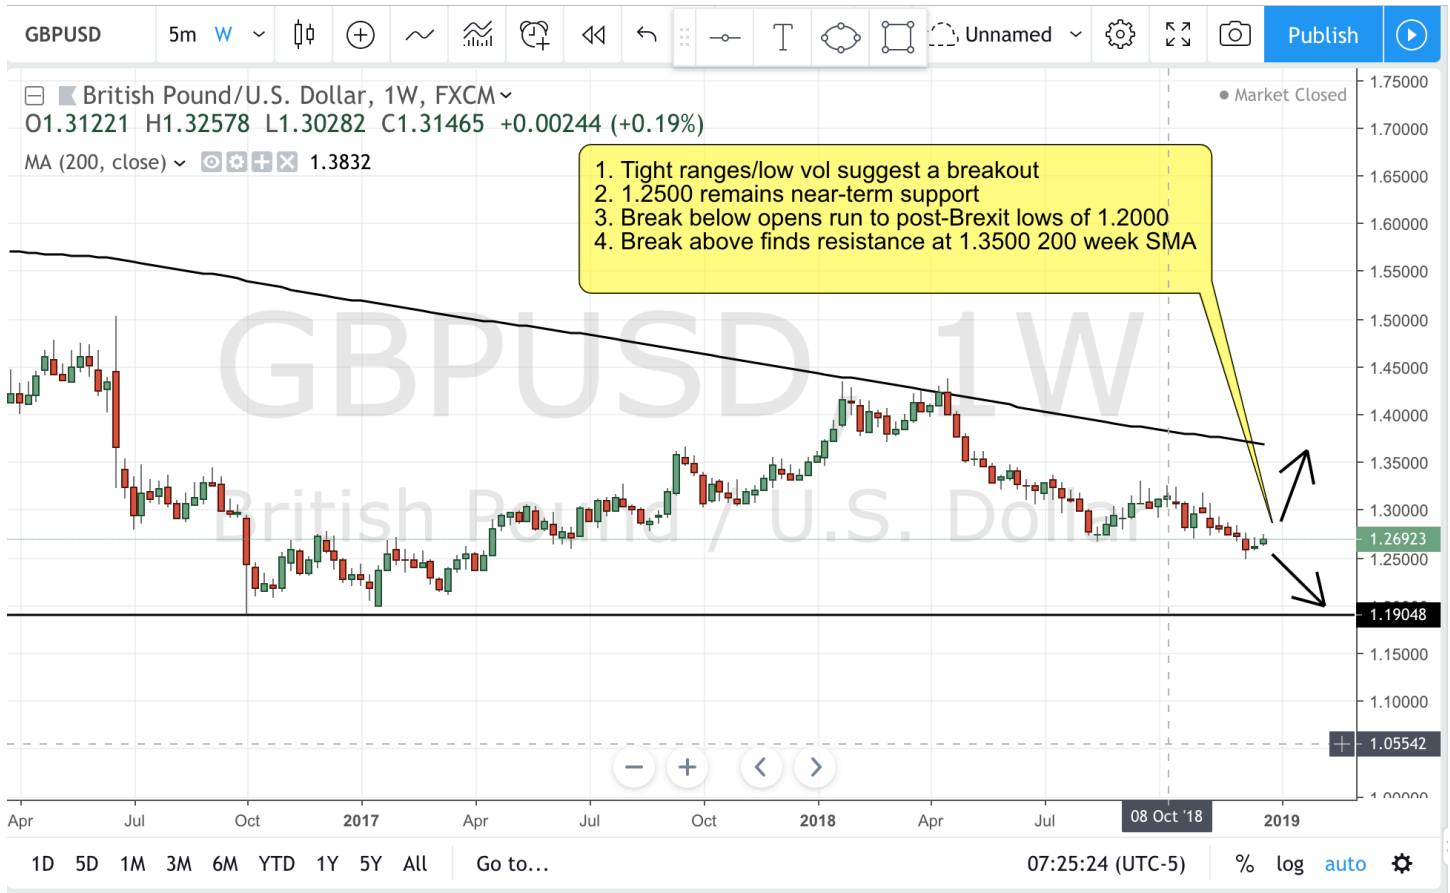 GBPUSD 5m W Unnamed Publish
British Pound/U.S. Dollar, 1W, FXCM
Market Closed
O1.31221 H1.32578 L1.30282 C1.31465 +0.00244 (+0.19%)
MA (200, close) 1.3832
1. Tight ranges/low vol suggest a breakout
2. 1.2500 remains near-term support
3. Break below opens run to post-Brexit lows of 1.2000
4. Break above finds resistance at 1.3500 200 week SMA
GBPUSD, 1W
British Pound / U.S. Dollar
1.75000
1.70000
1.65000
1.60000
1.55000
1.50000
1.45000
1.40000
1.35000
1.30000
1.26923
1.25000
1.19048
1.15000
1.10000
1.05542
1.00000
Apr Jul Oct 2017 Apr Jul Oct 2018 Apr Jul 08 Oct '18 2019
1D 5D 1M 3M 6M YTD 1Y 5Y All Go to... 07:25:24 (UTC-5) % log auto